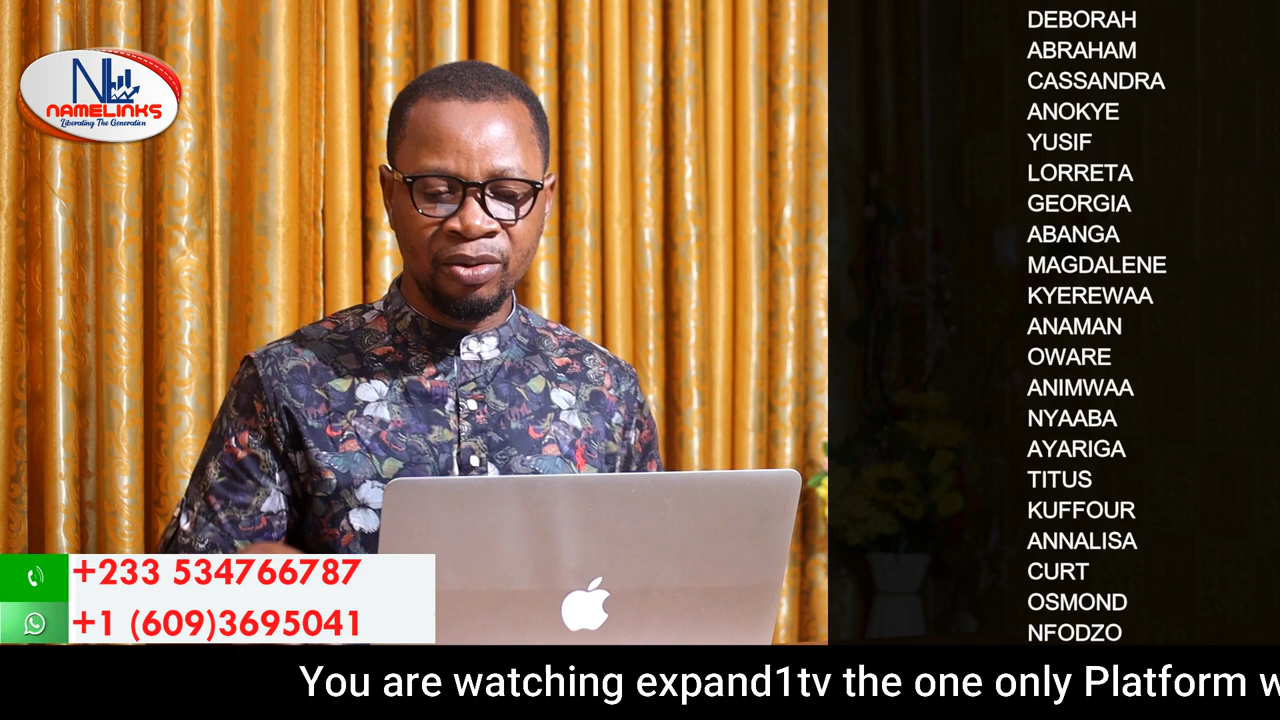 NL
NAMELINKS
Liberating The Generation
DEBORAH
ABRAHAM
CASSANDRA
ANOKYE
YUSIF
LORRETA
GEORGIA
ABANGA
MAGDALENE
KYEREWAA
ANAMAN
OWARE
ANIMWAA
NYAABA
AYARIGA
TITUS
KUFFOUR
ANNALISA
CURT
OSMOND
NFODZO
+233 534766787
+1 (609)3695041
You are watching expand1tv the one only Platform w